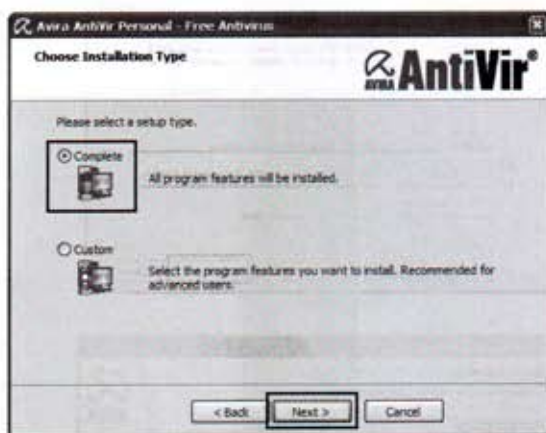 Avira AntiVir Personal - Free Antivirus
Choose Installation Type
AVIRA AntiVir®
Please select a setup type.
Complete
All program features will be installed.
Custom
Select the program features you want to install. Recommended for
advanced users.
< Back
Next >
Cancel